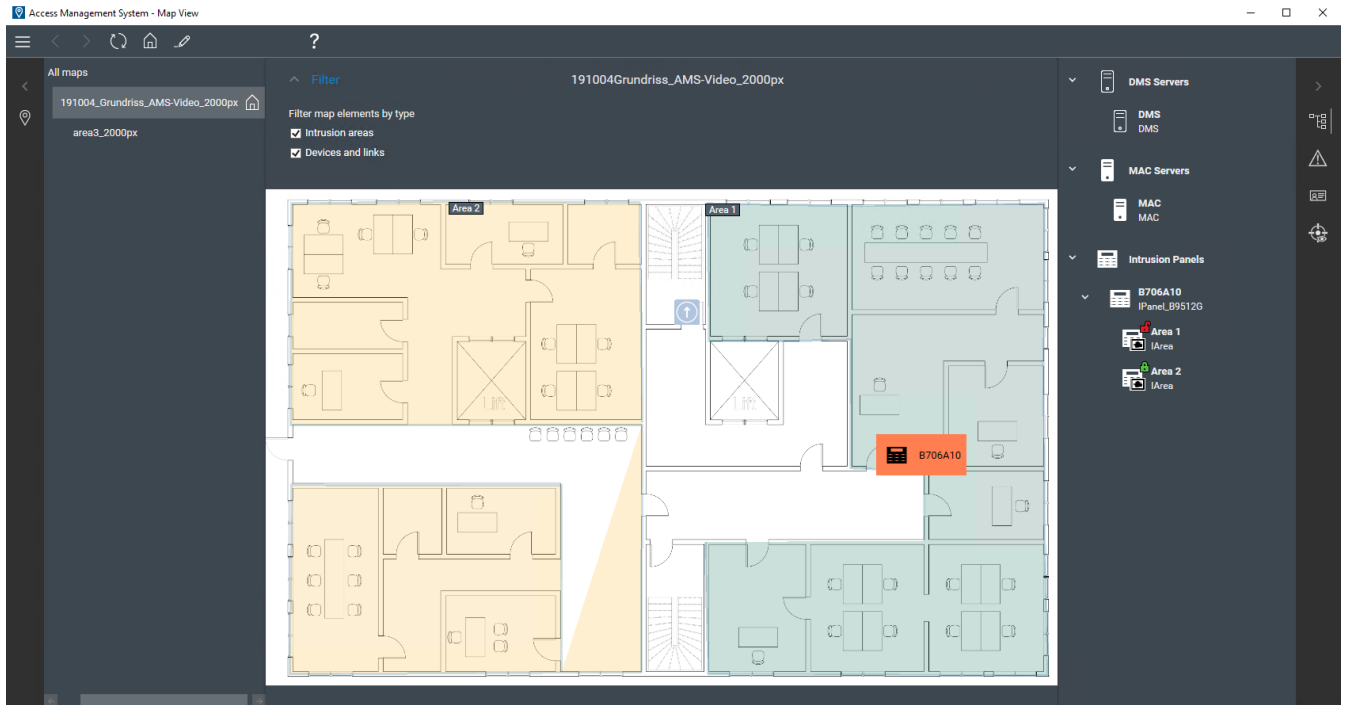 Access Management System - Map View
?
All maps
191004_Grundriss_AMS-Video_2000px
area3_2000px
Filter
191004Grundriss_AMS-Video_2000px
Filter map elements by type
Intrusion areas
Devices and links
Area 2
Area 1
Lift
Lift
B706A10
DMS Servers
DMS
DMS
MAC Servers
MAC
MAC
Intrusion Panels
B706A10
IPanel_B9512G
Area 1
IArea
Area 2
IArea